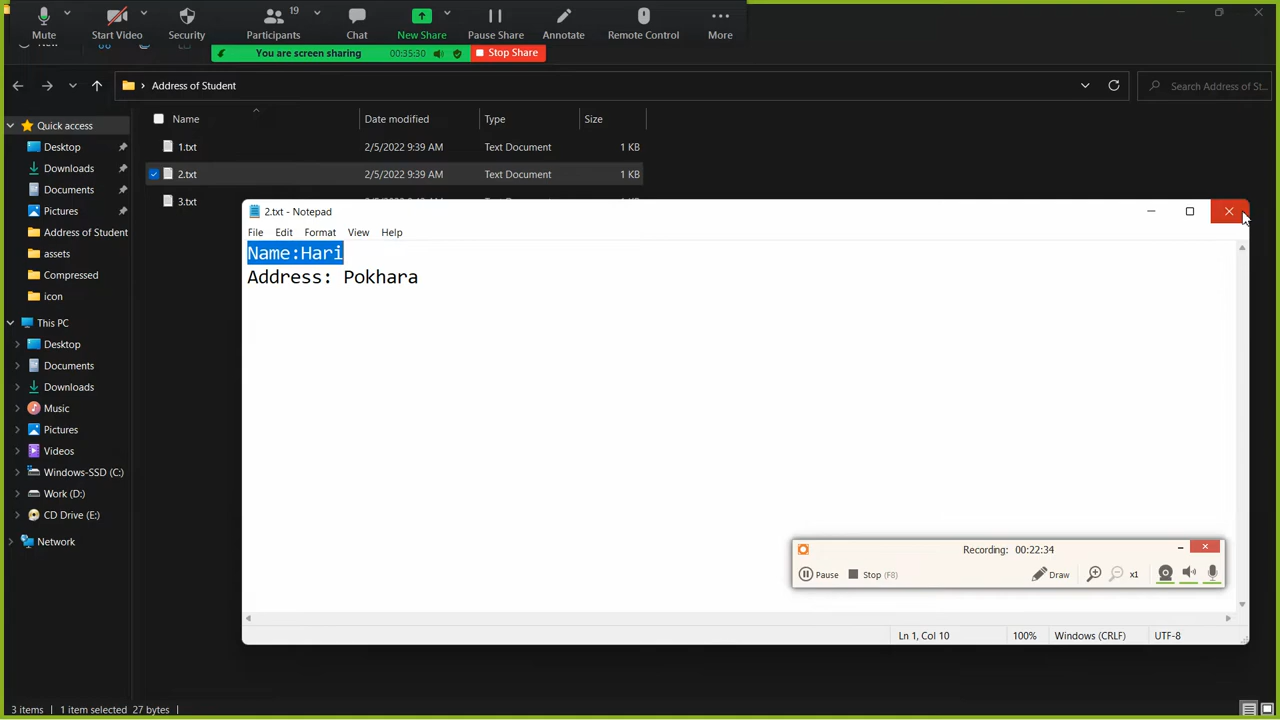 19
Mute
Start Video
Security
Participants
Chat
New Share
Pause Share
Annotate
Remote Control
More
You are screen sharing
00:35:30
Stop Share
Address of Student
Search Address of St...
Name
Date modified
Type
Size
Quick access
Desktop
Downloads
Documents
Pictures
Address of Student
assets
Compressed
icon
This PC
Desktop
Documents
Downloads
Music
Pictures
Videos
Windows-SSD (C:)
Work (D:)
CD Drive (E:)
Network
1.txt 2/5/2022 9:39 AM Text Document 1 KB
2.txt 2/5/2022 9:39 AM Text Document 1 KB
3.txt
2.txt - Notepad
File Edit Format View Help
Name:Hari
Address: Pokhara
Recording: 00:22:34
Pause Stop (F8) Draw x1
Ln 1, Col 10 100% Windows (CRLF) UTF-8
3 items 1 item selected 27 bytes